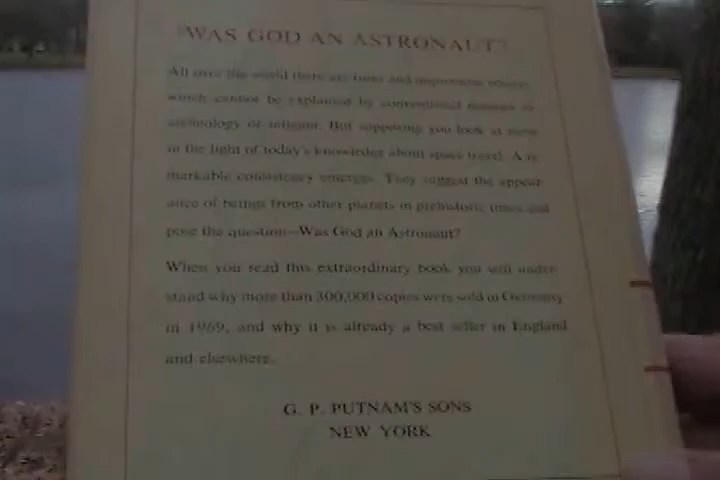 WAS GOD AN ASTRONAUT?
All over the world there are ruins and objects
which cannot be explained by conventional
archeology or religion. But supposing you look at them
in the light of today's knowledge about space travel. A re-
markable consistency emerges. They suggest the appear-
ance of beings from other planets in prehistoric times and
pose the question—Was God an Astronaut?
When you read this extraordinary book you will under-
stand why more than 300,000 copies were sold in Germany
in 1969, and why it is already a best seller in England
and elsewhere.
G. P. PUTNAM'S SONS
NEW YORK